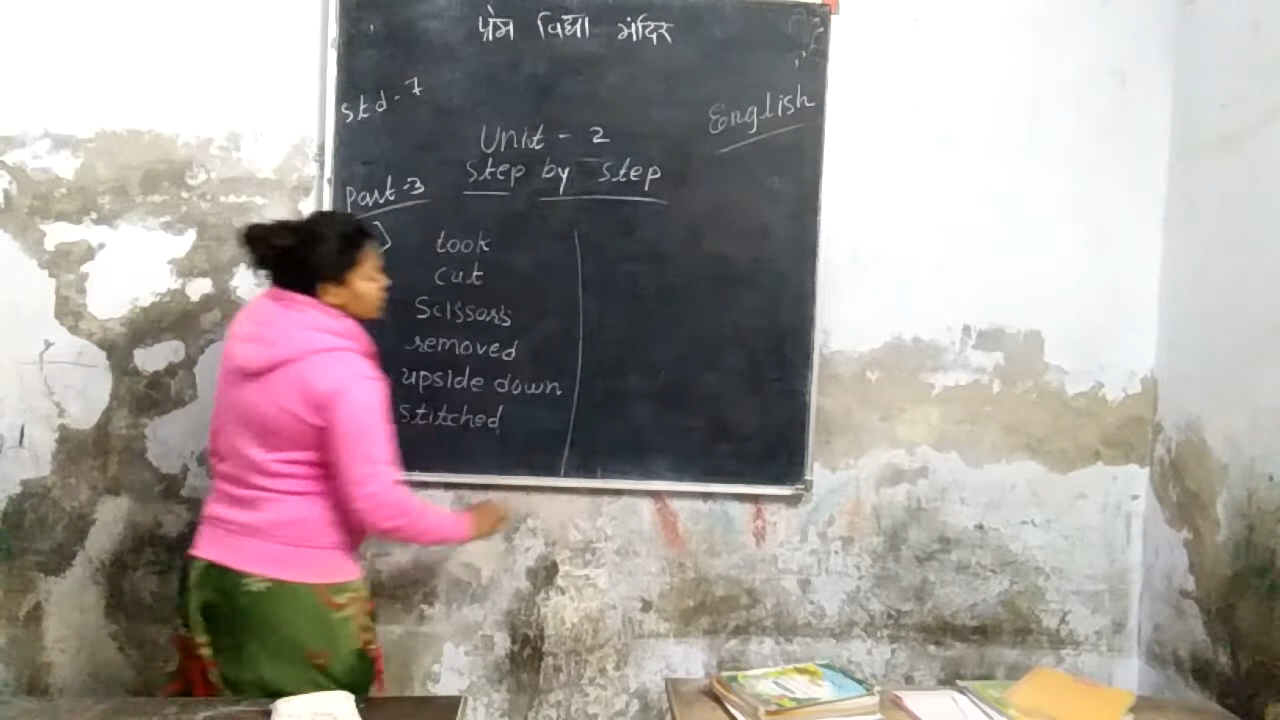 प्रेम विद्या मंदिर
Std-7
English
Unit - 2
Step by Step
Part-3
took
cut
Scissors
removed
upside down
stitched